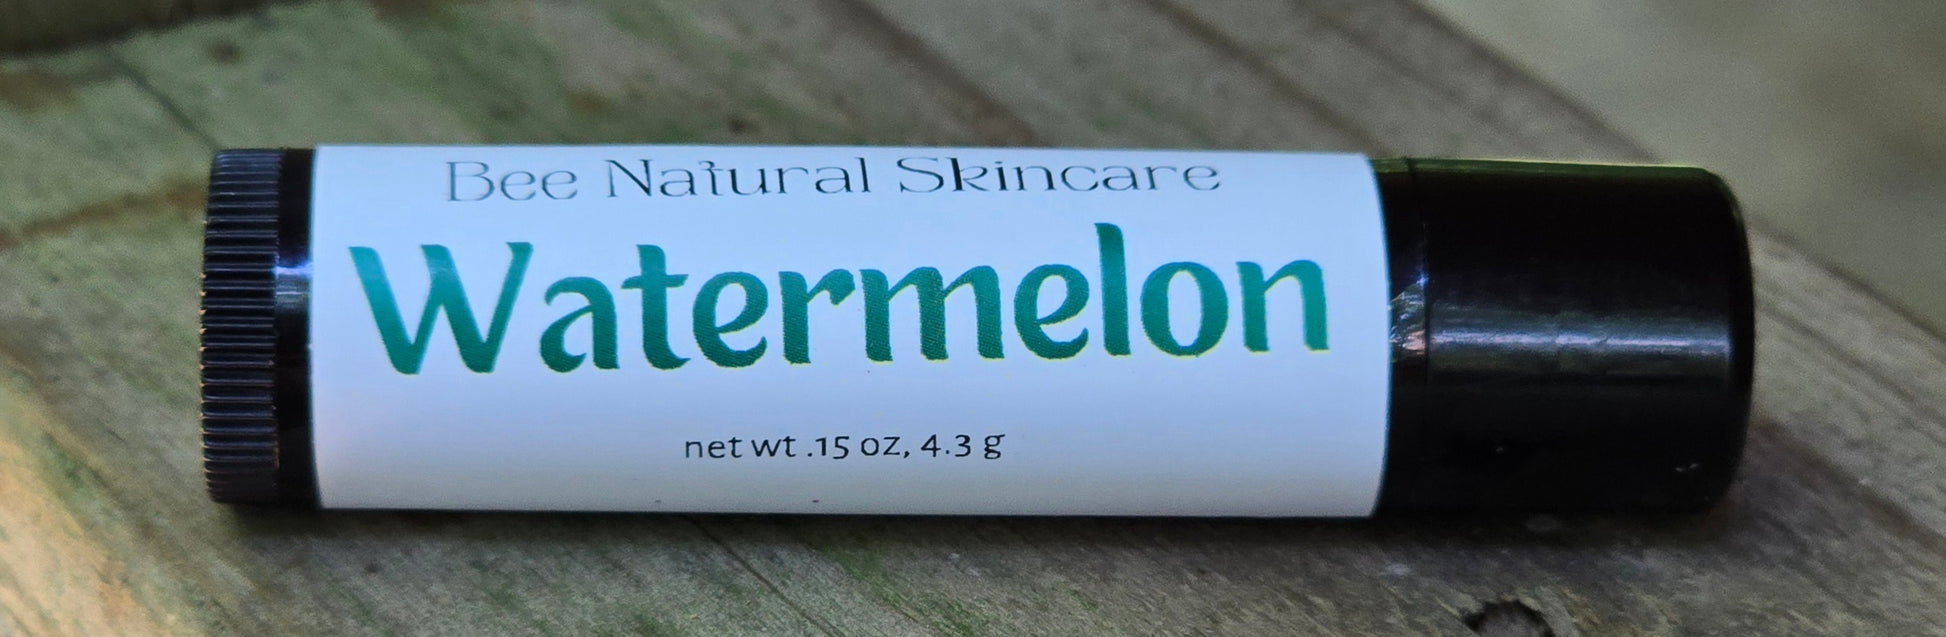 Bee Natural Skincare
Watermelon
net wt .15 oz, 4.3 g